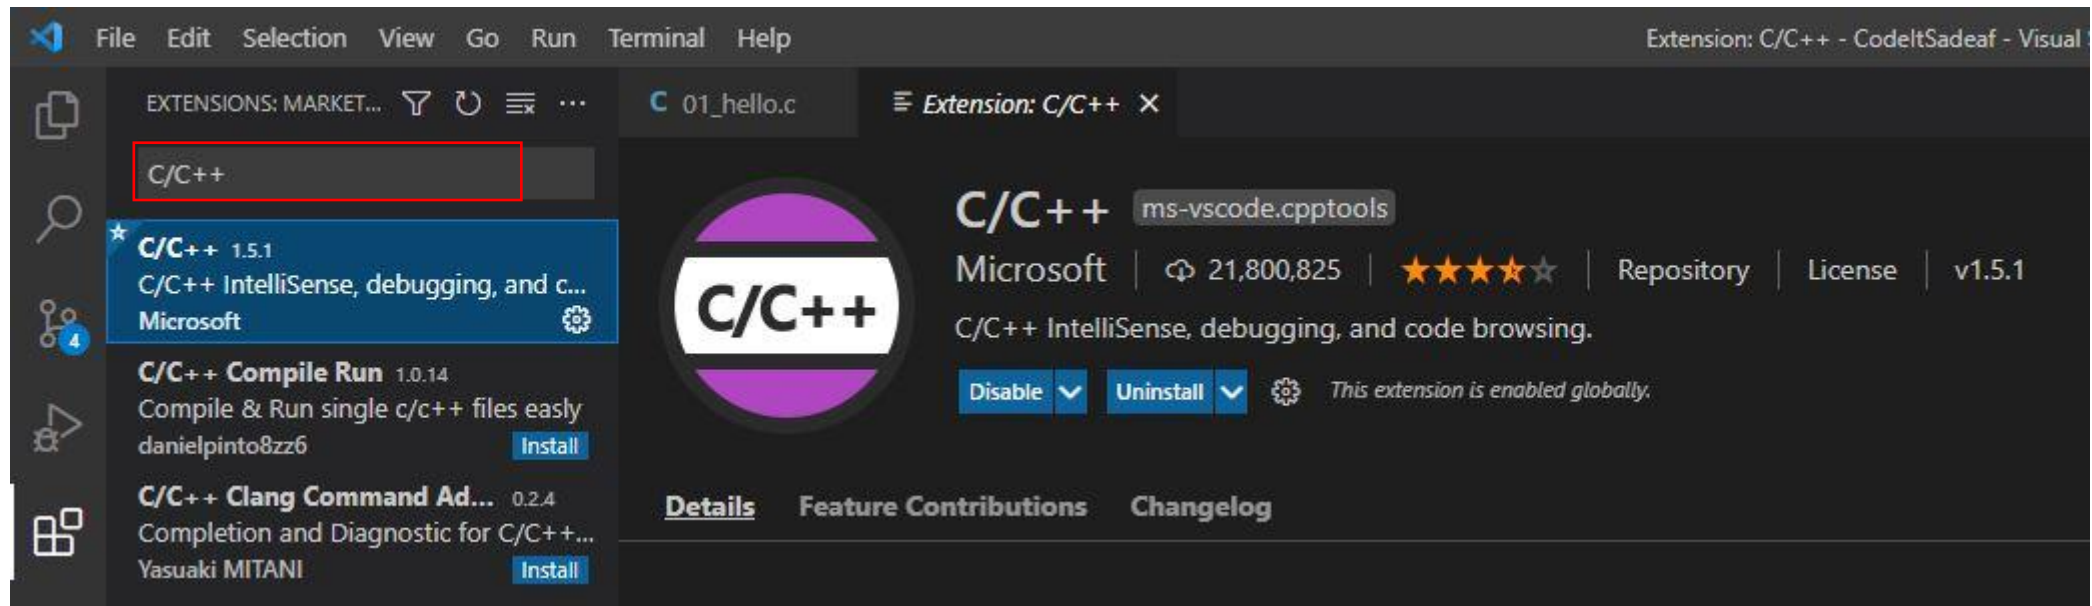 File Edit Selection View Go Run Terminal Help
Extension: C/C++ - CodeItSadeaf - Visual
EXTENSIONS: MARKET...
C/C++
C/C++ 1.5.1
C/C++ IntelliSense, debugging, and c...
Microsoft
4
C/C++ Compile Run 1.0.14
Compile & Run single c/c++ files easly
danielpinto8zz6 Install
C/C++ Clang Command Ad... 0.2.4
Completion and Diagnostic for C/C++...
Yasuaki MITANI Install
C 01_hello.c
Extension: C/C++
C/C++
C/C++ ms-vscode.cpptools
Microsoft 21,800,825 Repository License v1.5.1
C/C++ IntelliSense, debugging, and code browsing.
Disable Uninstall This extension is enabled globally.
Details Feature Contributions Changelog